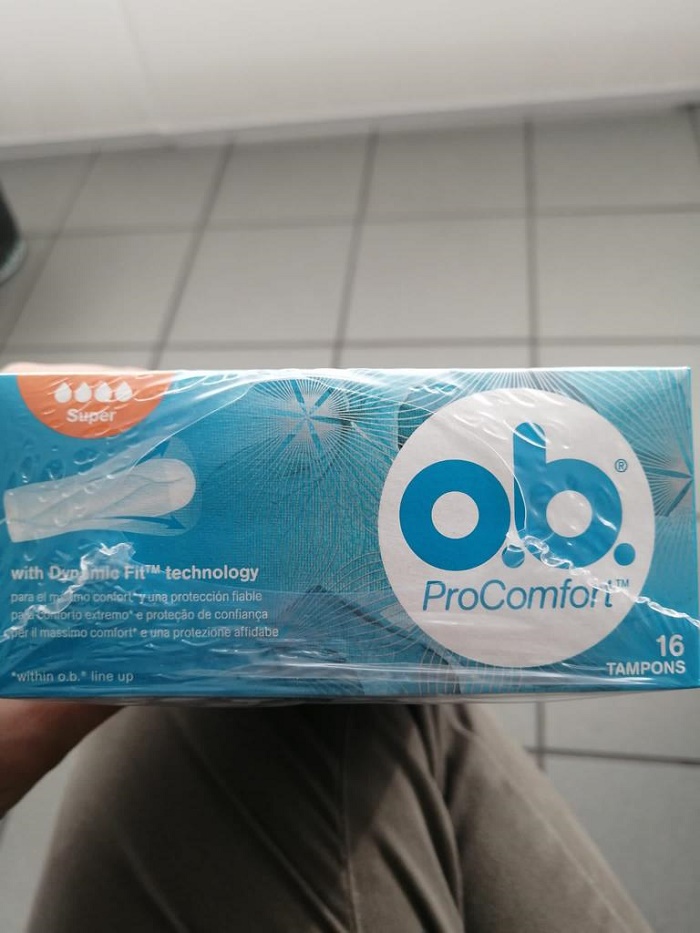 Super
o.b.®
ProComfort™
with Dynamic Fit™ technology
para el máximo confort* y una protección fiable
para conforto extremo* e proteção de confiança
per il massimo comfort* e una protezione affidabe
*within o.b.® line up
16
TAMPONS